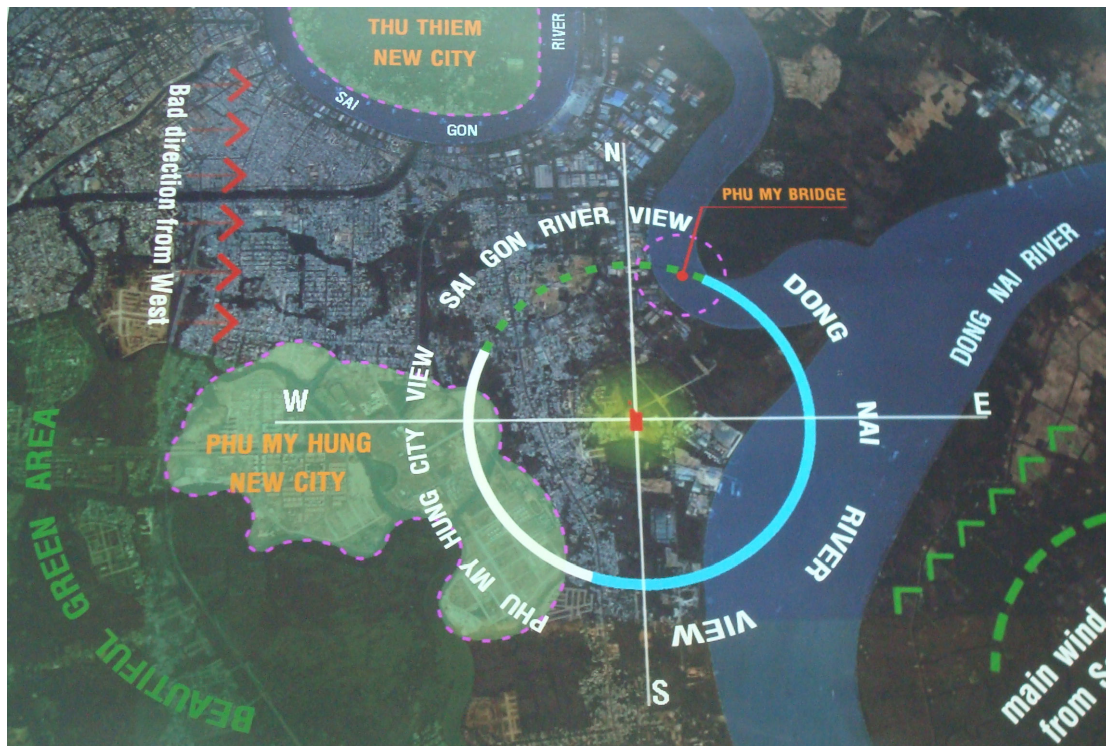 THU THIEM
NEW CITY
RIVER
SAI
GON
Bad direction from West
N
PHU MY BRIDGE
SAI GON RIVER VIEW
DONG NAI RIVER VIEW
DONG NAI RIVER
W
E
PHU MY HUNG
NEW CITY
PHU MY HUNG CITY VIEW
BEAUTIFUL GREEN AREA
S
main wind
from